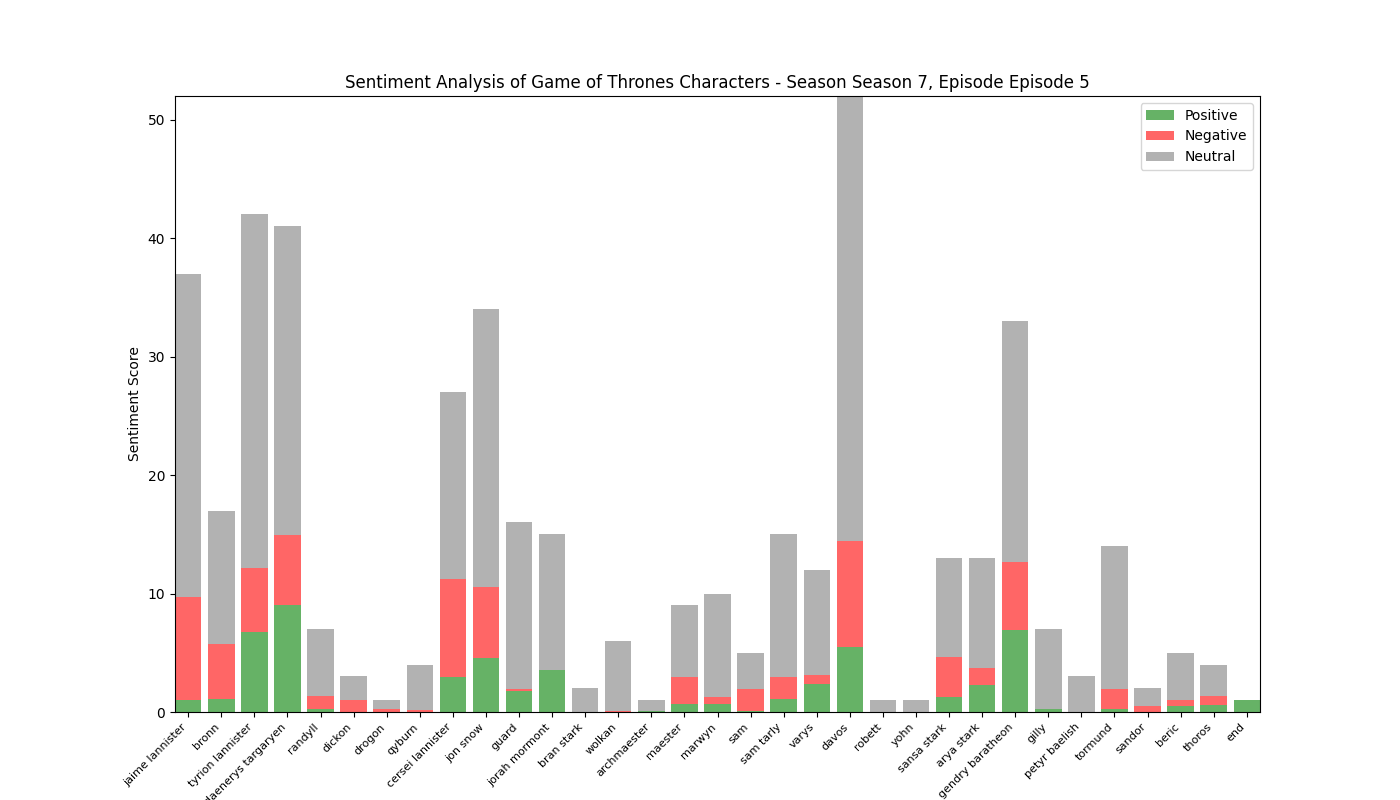 Sentiment Analysis of Game of Thrones Characters - Season Season 7, Episode Episode 5
Positive
Negative
Neutral
Sentiment Score
50
40
30
20
10
0
jaime lannister
bronn
tyrion lannister
daenerys targaryen
randyll
dickon
drogon
qyburn
cersei lannister
jon snow
guard
jorah mormont
bran stark
wolkan
archmaester
maester
marwyn
sam
sam tarly
varys
davos
robett
yohn
sansa stark
arya stark
gendry baratheon
gilly
petyr baelish
tormund
sandor
beric
thoros
end